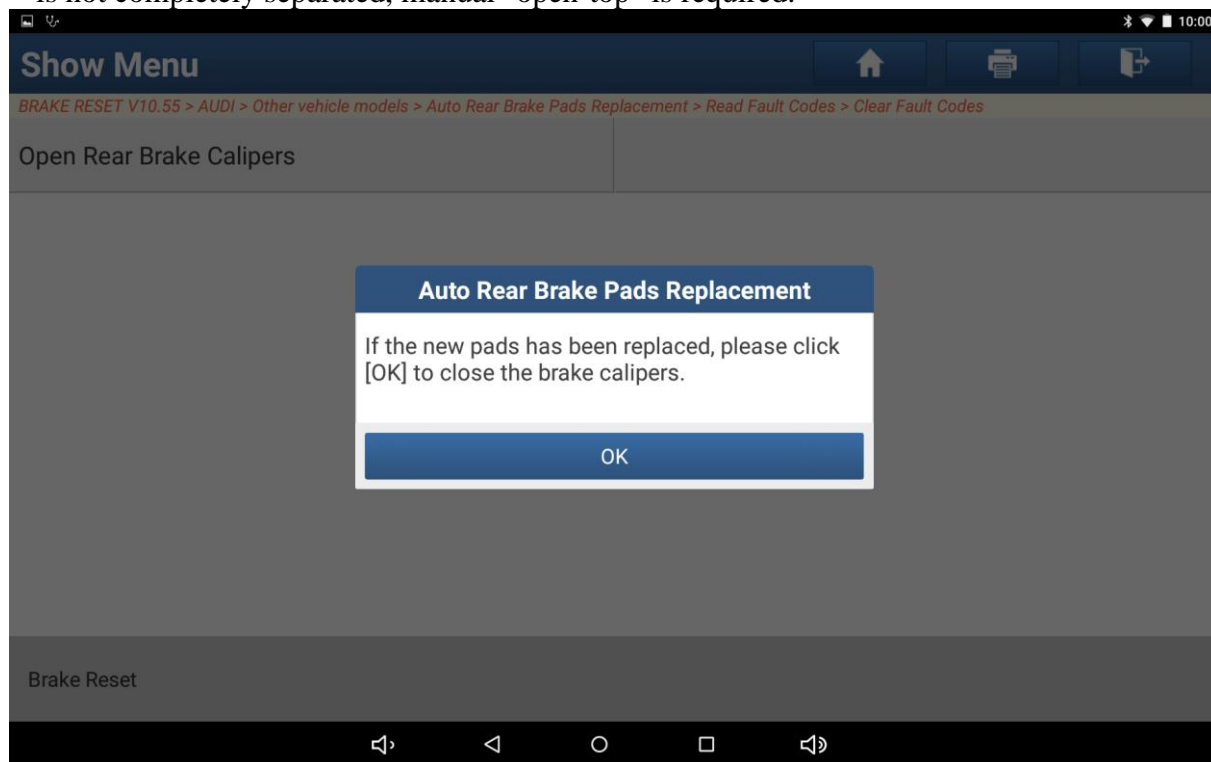 is not completely separated, manual "open top" is required.
10:00
Show Menu
BRAKE RESET V10.55 > AUDI > Other vehicle models > Auto Rear Brake Pads Replacement > Read Fault Codes > Clear Fault Codes
Open Rear Brake Calipers
Auto Rear Brake Pads Replacement
If the new pads has been replaced, please click
[OK] to close the brake calipers.
OK
Brake Reset